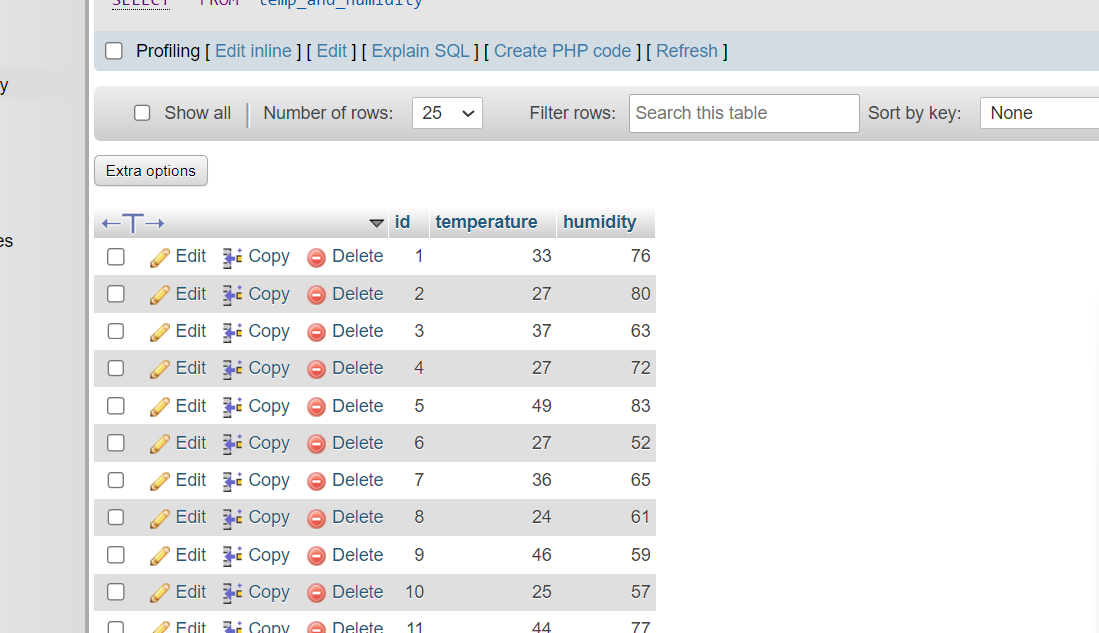 SELECT * FROM `temp_and_humidity`
Profiling [ Edit inline ] [ Edit ] [ Explain SQL ] [ Create PHP code ] [ Refresh ]
y
Show all Number of rows: 25 Filter rows: Search this table Sort by key: None
Extra options
←T→ id temperature humidity
es
Edit Copy Delete 1 33 76
Edit Copy Delete 2 27 80
Edit Copy Delete 3 37 63
Edit Copy Delete 4 27 72
Edit Copy Delete 5 49 83
Edit Copy Delete 6 27 52
Edit Copy Delete 7 36 65
Edit Copy Delete 8 24 61
Edit Copy Delete 9 46 59
Edit Copy Delete 10 25 57
Edit Copy Delete 11 44 77